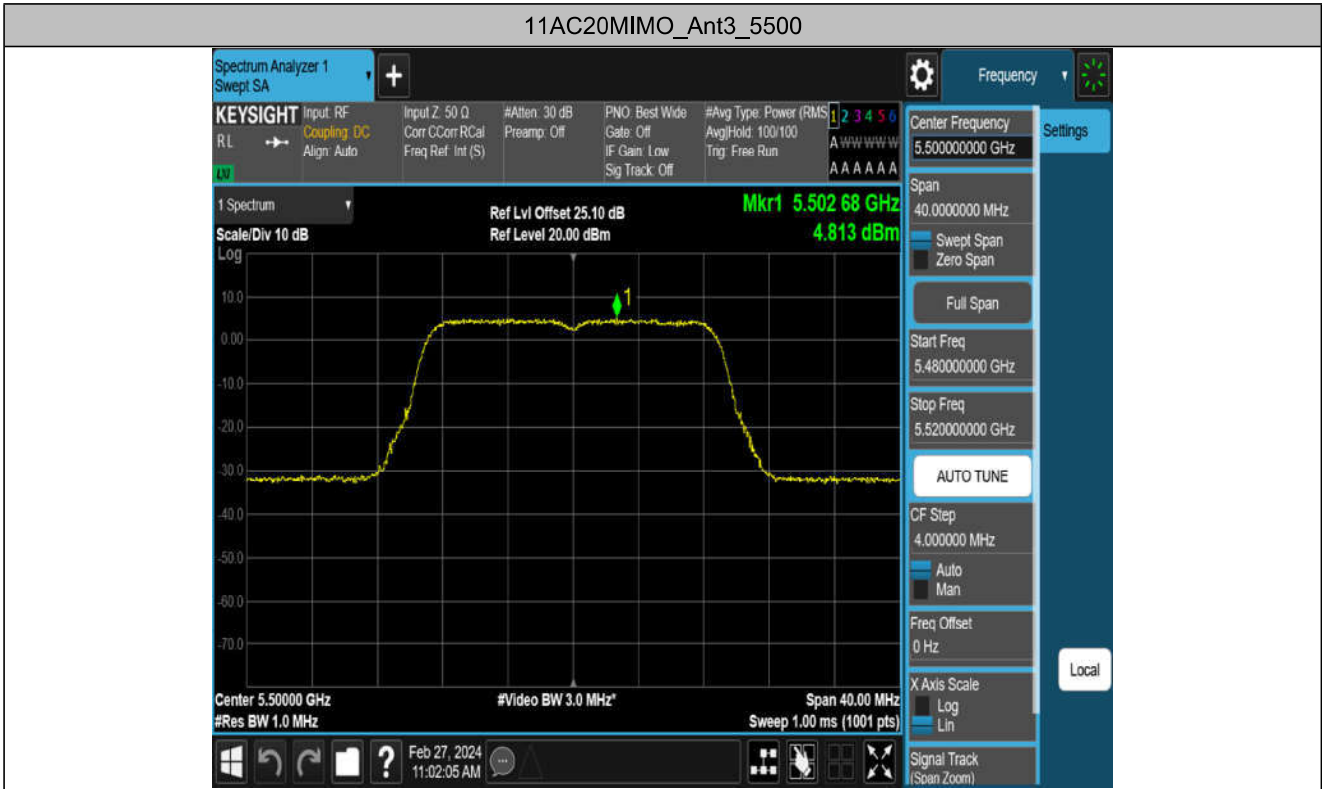 11AC20MIMO_Ant3_5500
Spectrum Analyzer 1
Swept SA
+
Frequency
KEYSIGHT
RL
LXI
Input: RF
Coupling: DC
Align: Auto
Input Z: 50 Ω
Corr CCorr RCal
Freq Ref: Int (S)
#Atten: 30 dB
Preamp: Off
PNO: Best Wide
Gate: Off
IF Gain: Low
Sig Track: Off
#Avg Type: Power (RMS
Avg|Hold: 100/100
Trig: Free Run
1 2 3 4 5 6
A W W W W W
A A A A A A
1 Spectrum
Scale/Div 10 dB
Log
Ref Lvl Offset 25.10 dB
Ref Level 20.00 dBm
Mkr1 5.502 68 GHz
4.813 dBm
1
10.0
0.00
-10.0
-20.0
-30.0
-40.0
-50.0
-60.0
-70.0
Center 5.50000 GHz
#Res BW 1.0 MHz
#Video BW 3.0 MHz*
Span 40.00 MHz
Sweep 1.00 ms (1001 pts)
Center Frequency
5.500000000 GHz
Settings
Span
40.0000000 MHz
Swept Span
Zero Span
Full Span
Start Freq
5.480000000 GHz
Stop Freq
5.520000000 GHz
AUTO TUNE
CF Step
4.000000 MHz
Auto
Man
Freq Offset
0 Hz
X Axis Scale
Log
Lin
Local
Signal Track
(Span Zoom)
?
Feb 27, 2024
11:02:05 AM